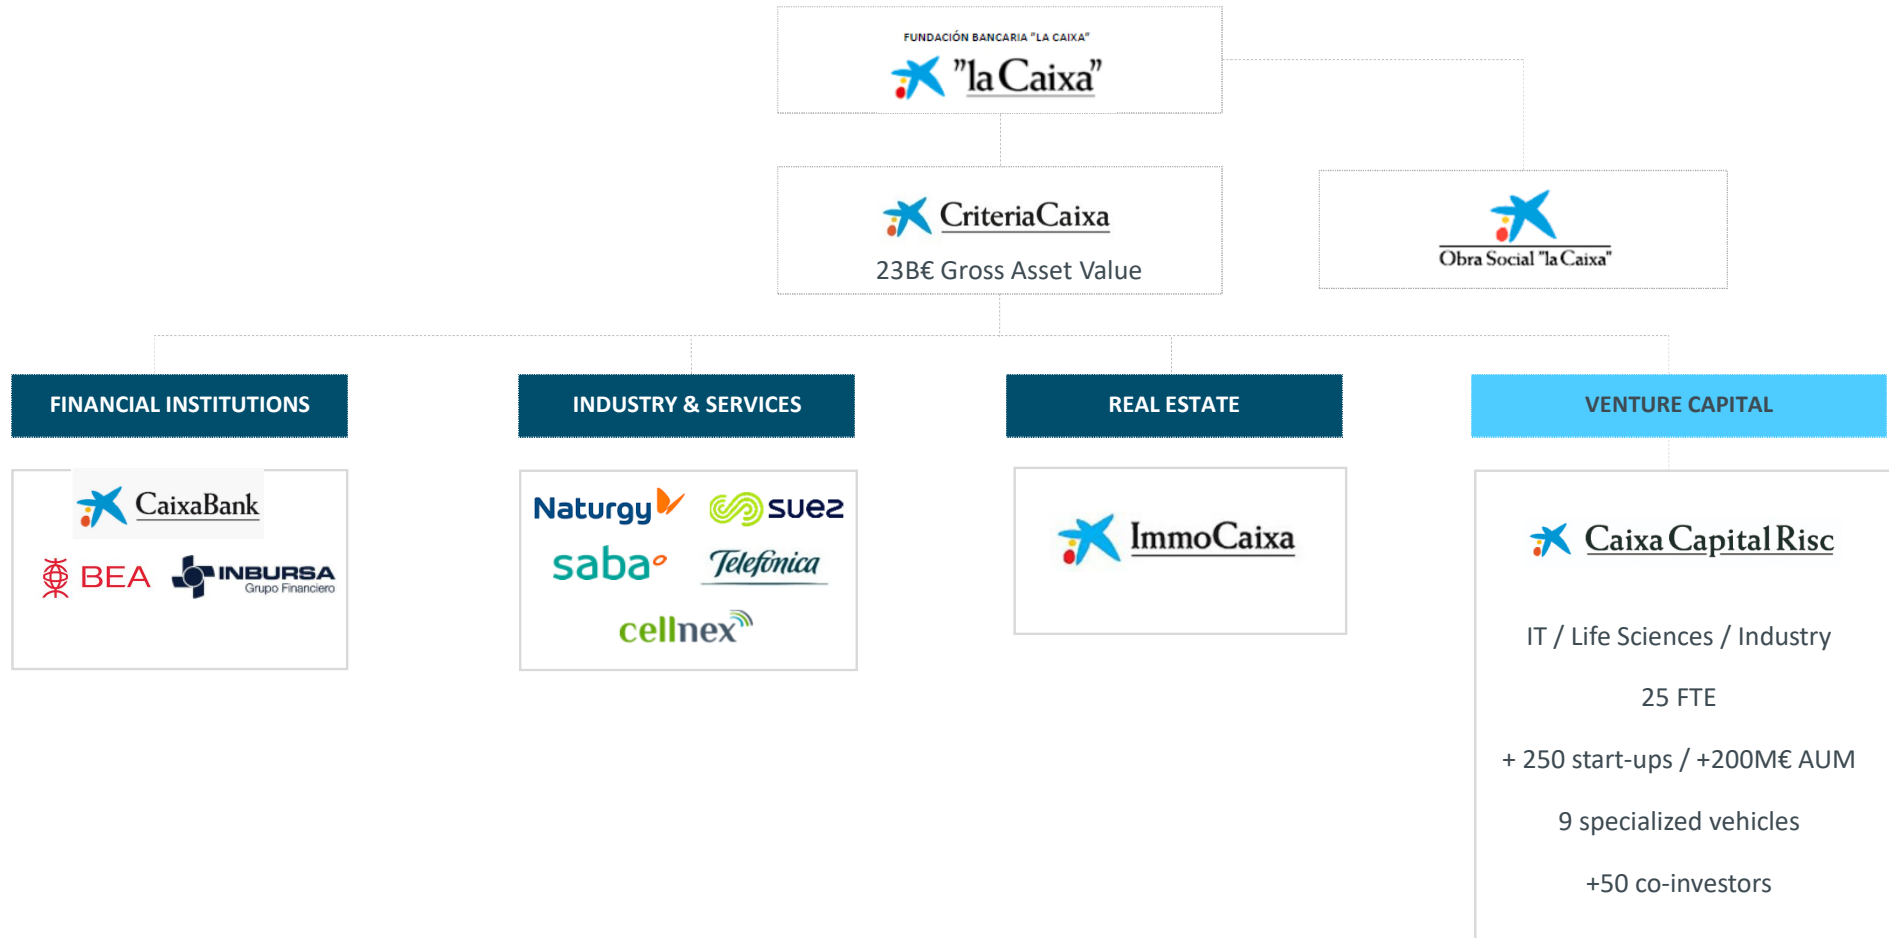 FUNDACIÓN BANCARIA "LA CAIXA"
"la Caixa"
CriteriaCaixa
23B€ Gross Asset Value
Obra Social "la Caixa"
FINANCIAL INSTITUTIONS
CaixaBank
BEA
INBURSA
Grupo Financiero
INDUSTRY & SERVICES
Naturgy
suez
saba
Telefónica
cellnex
REAL ESTATE
ImmoCaixa
VENTURE CAPITAL
Caixa Capital Risc
IT / Life Sciences / Industry
25 FTE
+ 250 start-ups / +200M€ AUM
9 specialized vehicles
+50 co-investors